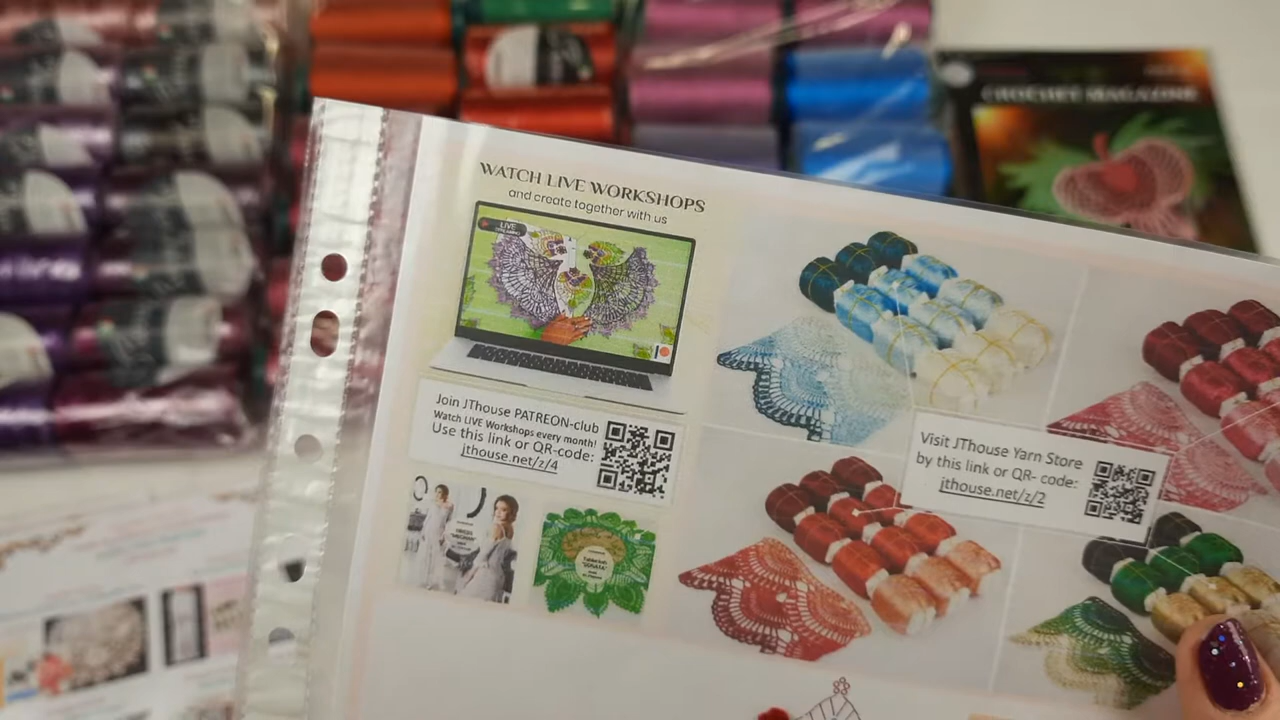 CROCHET MAGAZINE
WATCH LIVE WORKSHOPS
and create together with us
LIVE
Join JThouse PATREON-club
Watch LIVE Workshops every month!
Use this link or QR-code:
jthouse.net/z/4
Visit JThouse Yarn Store
by this link or QR- code:
jthouse.net/z/2